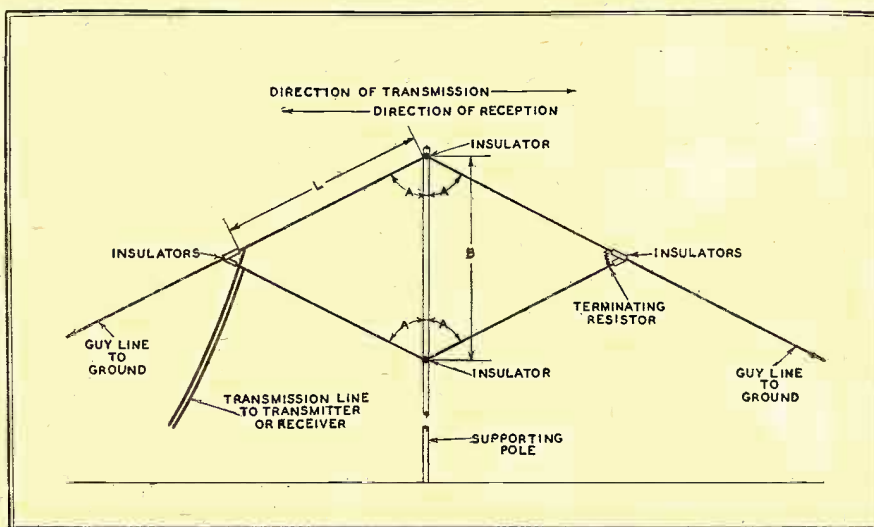 DIRECTION OF TRANSMISSION
DIRECTION OF RECEPTION
INSULATOR
L
A
A
INSULATORS
B
INSULATORS
TERMINATING
RESISTOR
A
A
GUY LINE
TO
GROUND
INSULATOR
GUY LINE
TO
GROUND
TRANSMISSION LINE
TO TRANSMITTER
OR RECEIVER
SUPPORTING
POLE